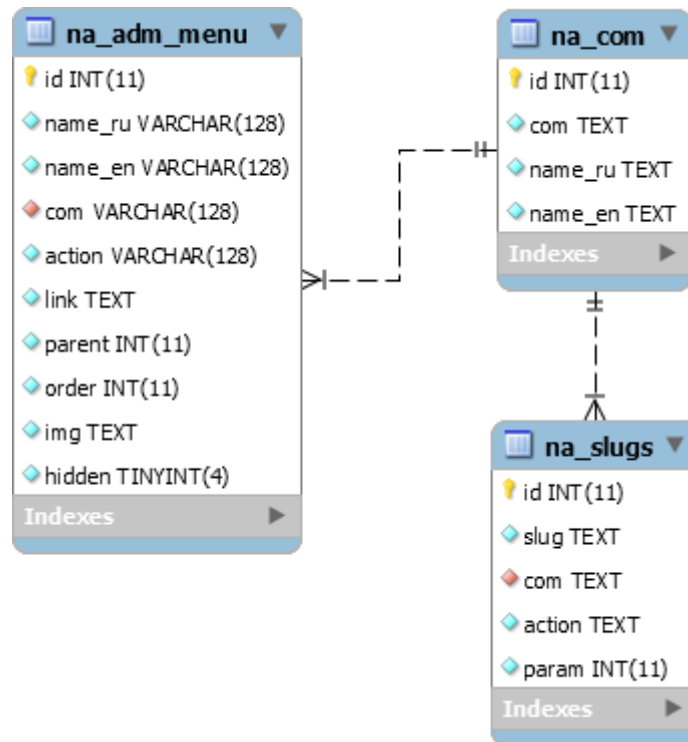 na_adm_menu
id INT(11)
name_ru VARCHAR(128)
name_en VARCHAR(128)
com VARCHAR(128)
action VARCHAR(128)
link TEXT
parent INT(11)
order INT(11)
img TEXT
hidden TINYINT(4)
Indexes
na_com
id INT(11)
com TEXT
name_ru TEXT
name_en TEXT
Indexes
na_slugs
id INT(11)
slug TEXT
com TEXT
action TEXT
param INT(11)
Indexes